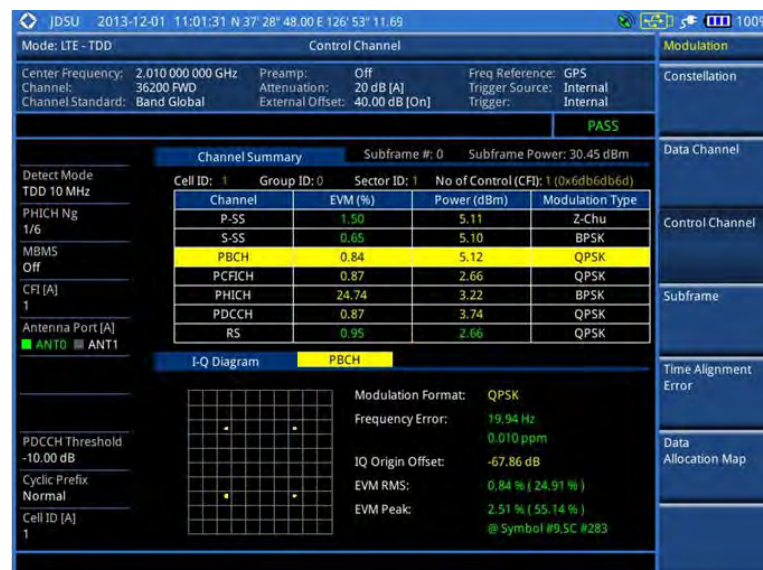 JDSU 2013-12-01 11:01:31 N 37' 28" 48.00 E 126' 53" 11.69 100%
Mode: LTE - TDD Control Channel Modulation
Center Frequency: 2.010 000 000 GHz Preamp: Off Freq Reference: GPS
Channel: 36200 FWD Attenuation: 20 dB [A] Trigger Source: Internal
Channel Standard: Band Global External Offset: 40.00 dB [On] Trigger: Internal
PASS
Channel Summary Subframe #: 0 Subframe Power: 30.45 dBm
Cell ID: 1 Group ID: 0 Sector ID: 1 No of Control (CFI): 1 (0x6db6db6d)
Channel EVM (%) Power (dBm) Modulation Type
P-SS 1.50 5.11 Z-Chu
S-SS 0.65 5.10 BPSK
PBCH 0.84 5.12 QPSK
PCFICH 0.87 2.66 QPSK
PHICH 24.74 3.22 BPSK
PDCCH 0.87 3.74 QPSK
RS 0.95 2.66 QPSK
I-Q Diagram PBCH
Modulation Format: QPSK
Frequency Error: 19.94 Hz
0.010 ppm
IQ Origin Offset: -67.86 dB
EVM RMS: 0.84 % ( 24.91 % )
EVM Peak: 2.51 % ( 55.14 % )
@ Symbol #9,SC #283
Detect Mode
TDD 10 MHz
PHICH Ng
1/6
MBMS
Off
CFI [A]
1
Antenna Port [A]
ANT0 ANT1
PDCCH Threshold
-10.00 dB
Cyclic Prefix
Normal
Cell ID [A]
1
Constellation
Data Channel
Control Channel
Subframe
Time Alignment
Error
Data
Allocation Map